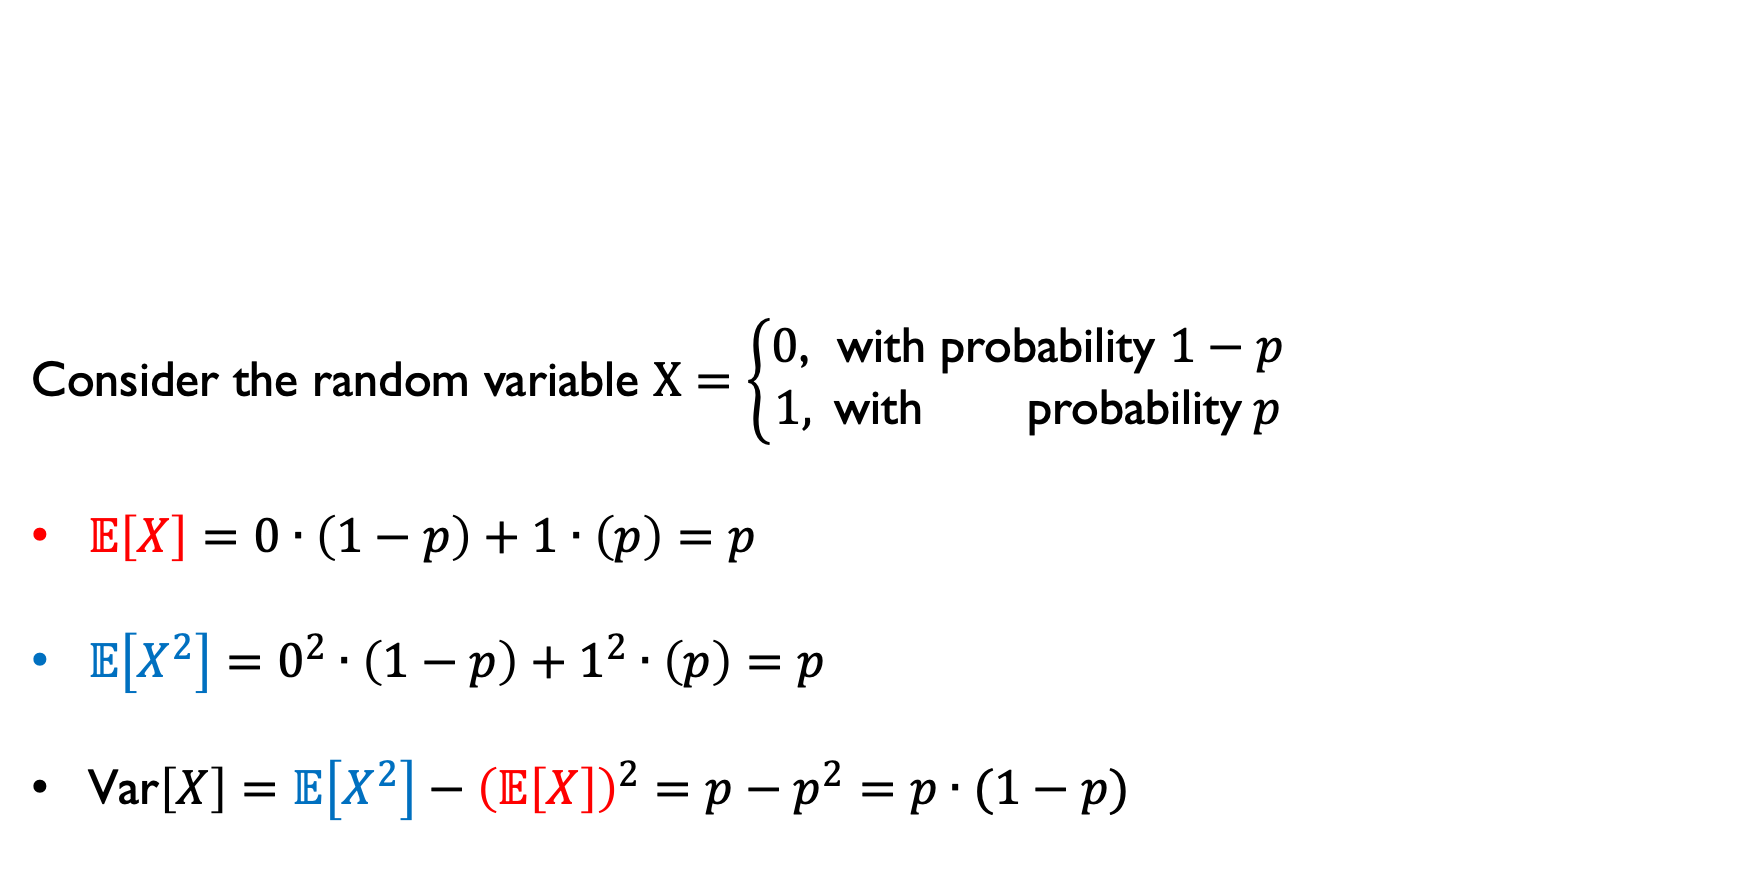 Consider the random variable X = {0, with probability 1 − p
1, with probability p
• 𝔼[X] = 0 · (1 − p) + 1 · (p) = p
• 𝔼[X²] = 0² · (1 − p) + 1² · (p) = p
• Var[X] = 𝔼[X²] − (𝔼[X])² = p − p² = p · (1 − p)